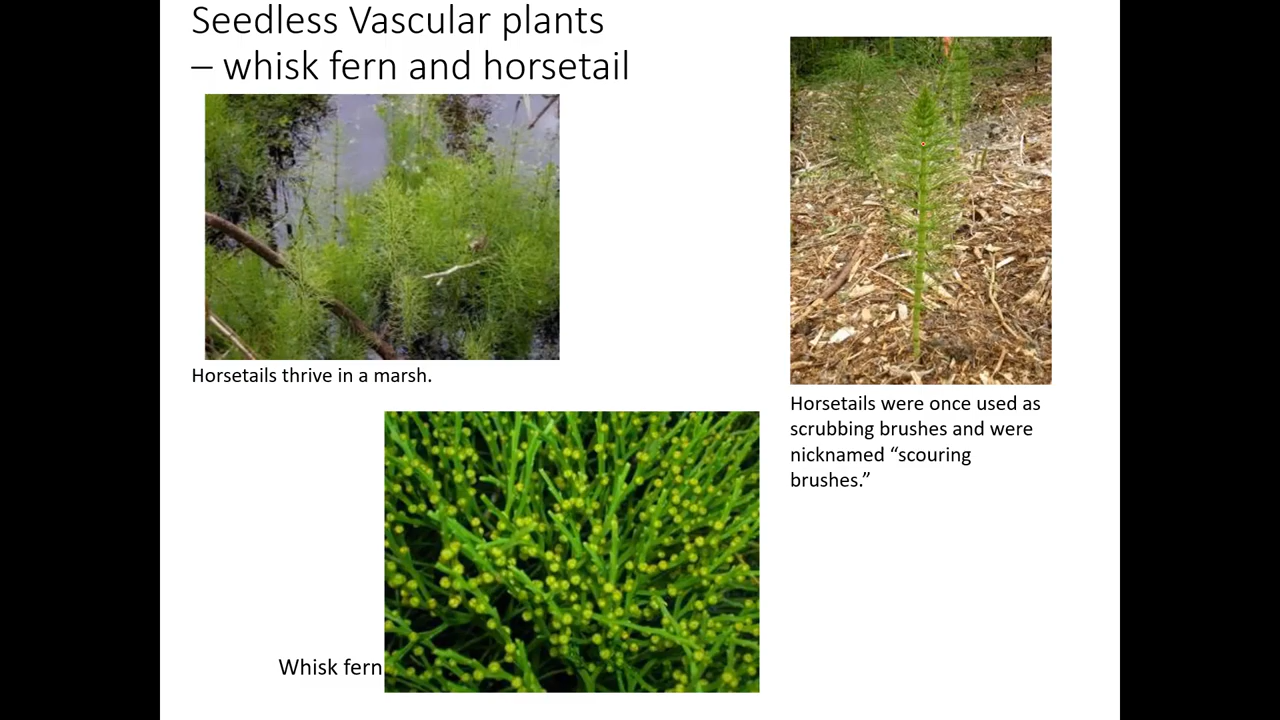 Seedless Vascular plants
– whisk fern and horsetail
Horsetails thrive in a marsh.
Horsetails were once used as
scrubbing brushes and were
nicknamed “scouring
brushes.”
Whisk fern